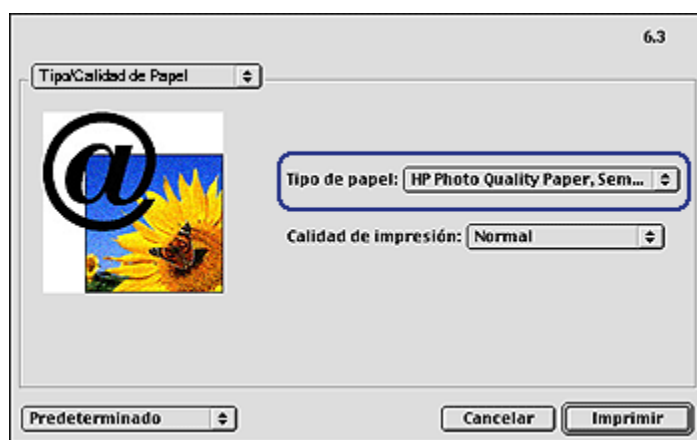 6.3
Tipo/Calidad de Papel
@
Tipo de papel: HP Photo Quality Paper, Sem...
Calidad de impresión: Normal
Predeterminado Cancelar Imprimir